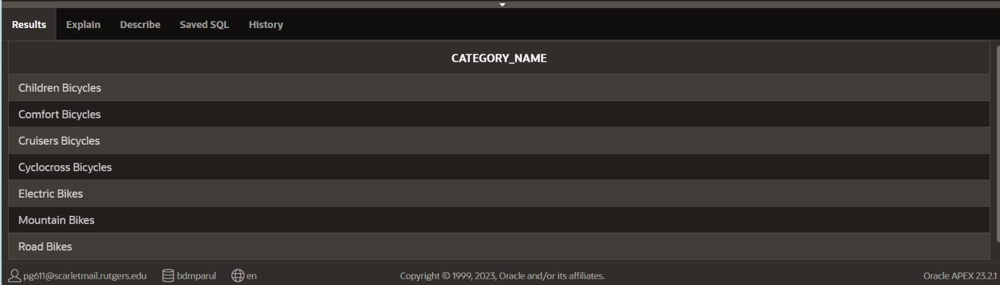 Results Explain Describe Saved SQL History
CATEGORY_NAME
Children Bicycles
Comfort Bicycles
Cruisers Bicycles
Cyclocross Bicycles
Electric Bikes
Mountain Bikes
Road Bikes
pg611@scarletmail.rutgers.edu bdmparul en Copyright © 1999, 2023, Oracle and/or its affiliates. Oracle APEX 23.2.1